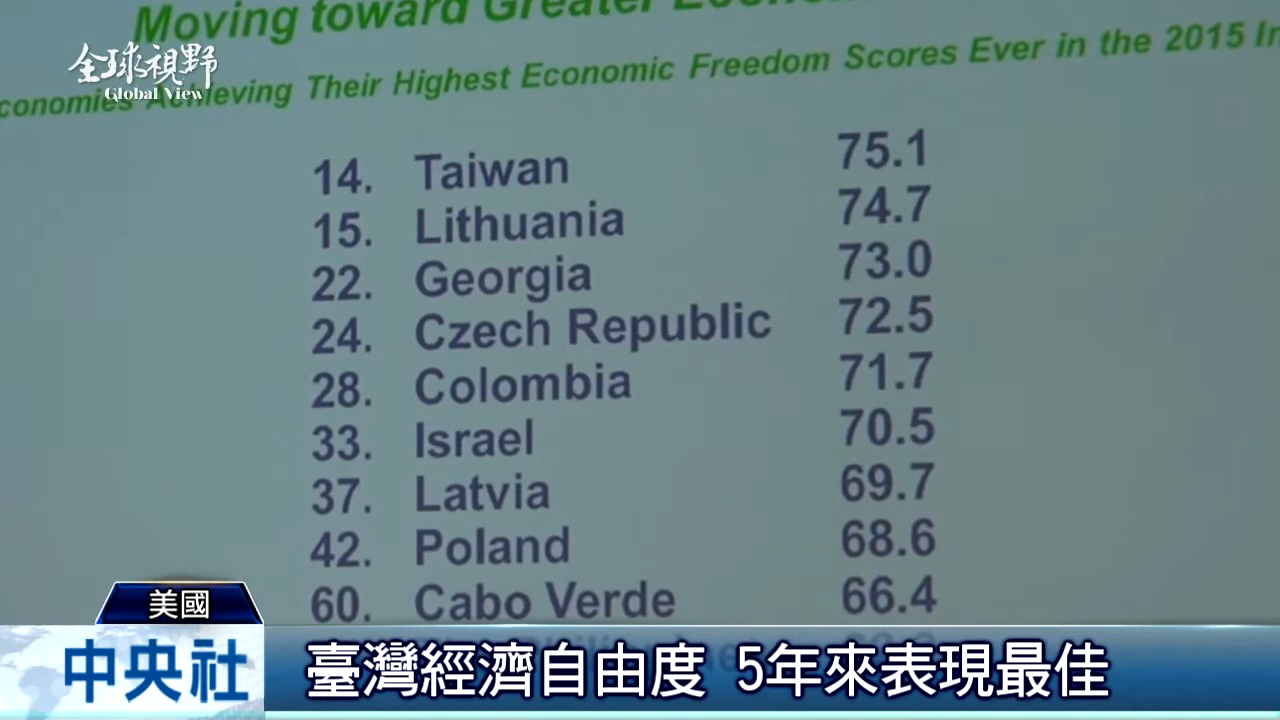 Moving toward Greater
全球視野
Global View
Achieving Their Highest Economic Freedom Scores Ever in the 2015
14. Taiwan 75.1
15. Lithuania 74.7
22. Georgia 73.0
24. Czech Republic 72.5
28. Colombia 71.7
33. Israel 70.5
37. Latvia 69.7
42. Poland 68.6
60. Cabo Verde 66.4
美國
中央社
臺灣經濟自由度 5年來表現最佳